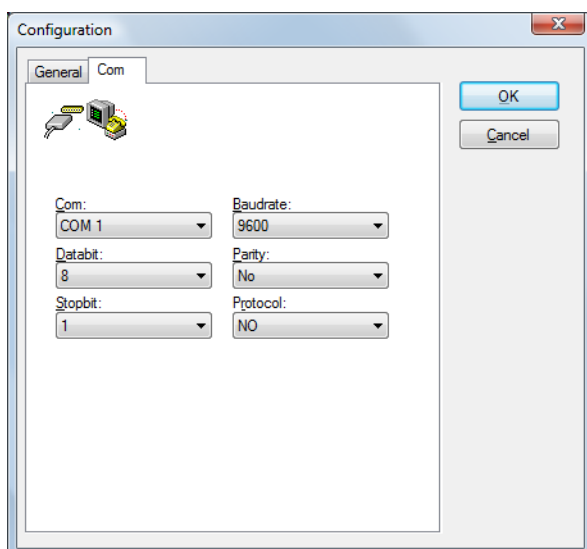 Configuration
General Com
OK
Cancel
Com: Baudrate:
COM 1 9600
Databit: Parity:
8 No
Stopbit: Protocol:
1 NO